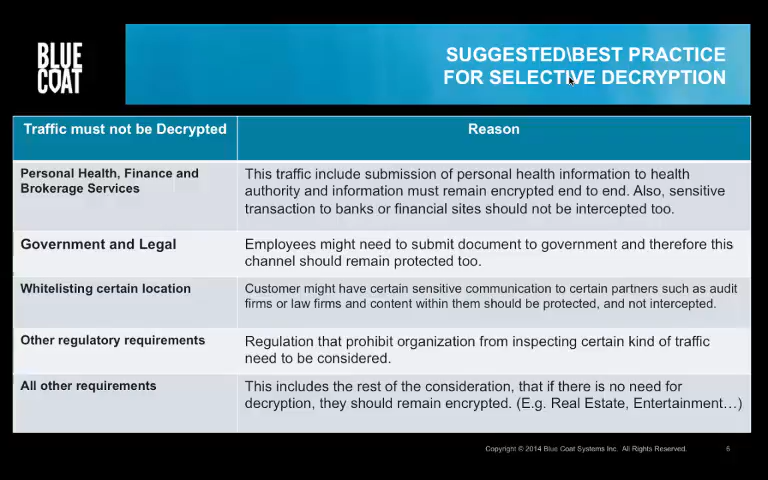 BLUE
COAT
SUGGESTED\BEST PRACTICE
FOR SELECTIVE DECRYPTION
Traffic must not be Decrypted
Reason
Personal Health, Finance and
Brokerage Services
This traffic include submission of personal health information to health
authority and information must remain encrypted end to end. Also, sensitive
transaction to banks or financial sites should not be intercepted too.
Government and Legal
Employees might need to submit document to government and therefore this
channel should remain protected too.
Whitelisting certain location
Customer might have certain sensitive communication to certain partners such as audit
firms or law firms and content within them should be protected, and not intercepted.
Other regulatory requirements
Regulation that prohibit organization from inspecting certain kind of traffic
need to be considered.
All other requirements
This includes the rest of the consideration, that if there is no need for
decryption, they should remain encrypted. (E.g. Real Estate, Entertainment…)
Copyright © 2014 Blue Coat Systems Inc. All Rights Reserved.